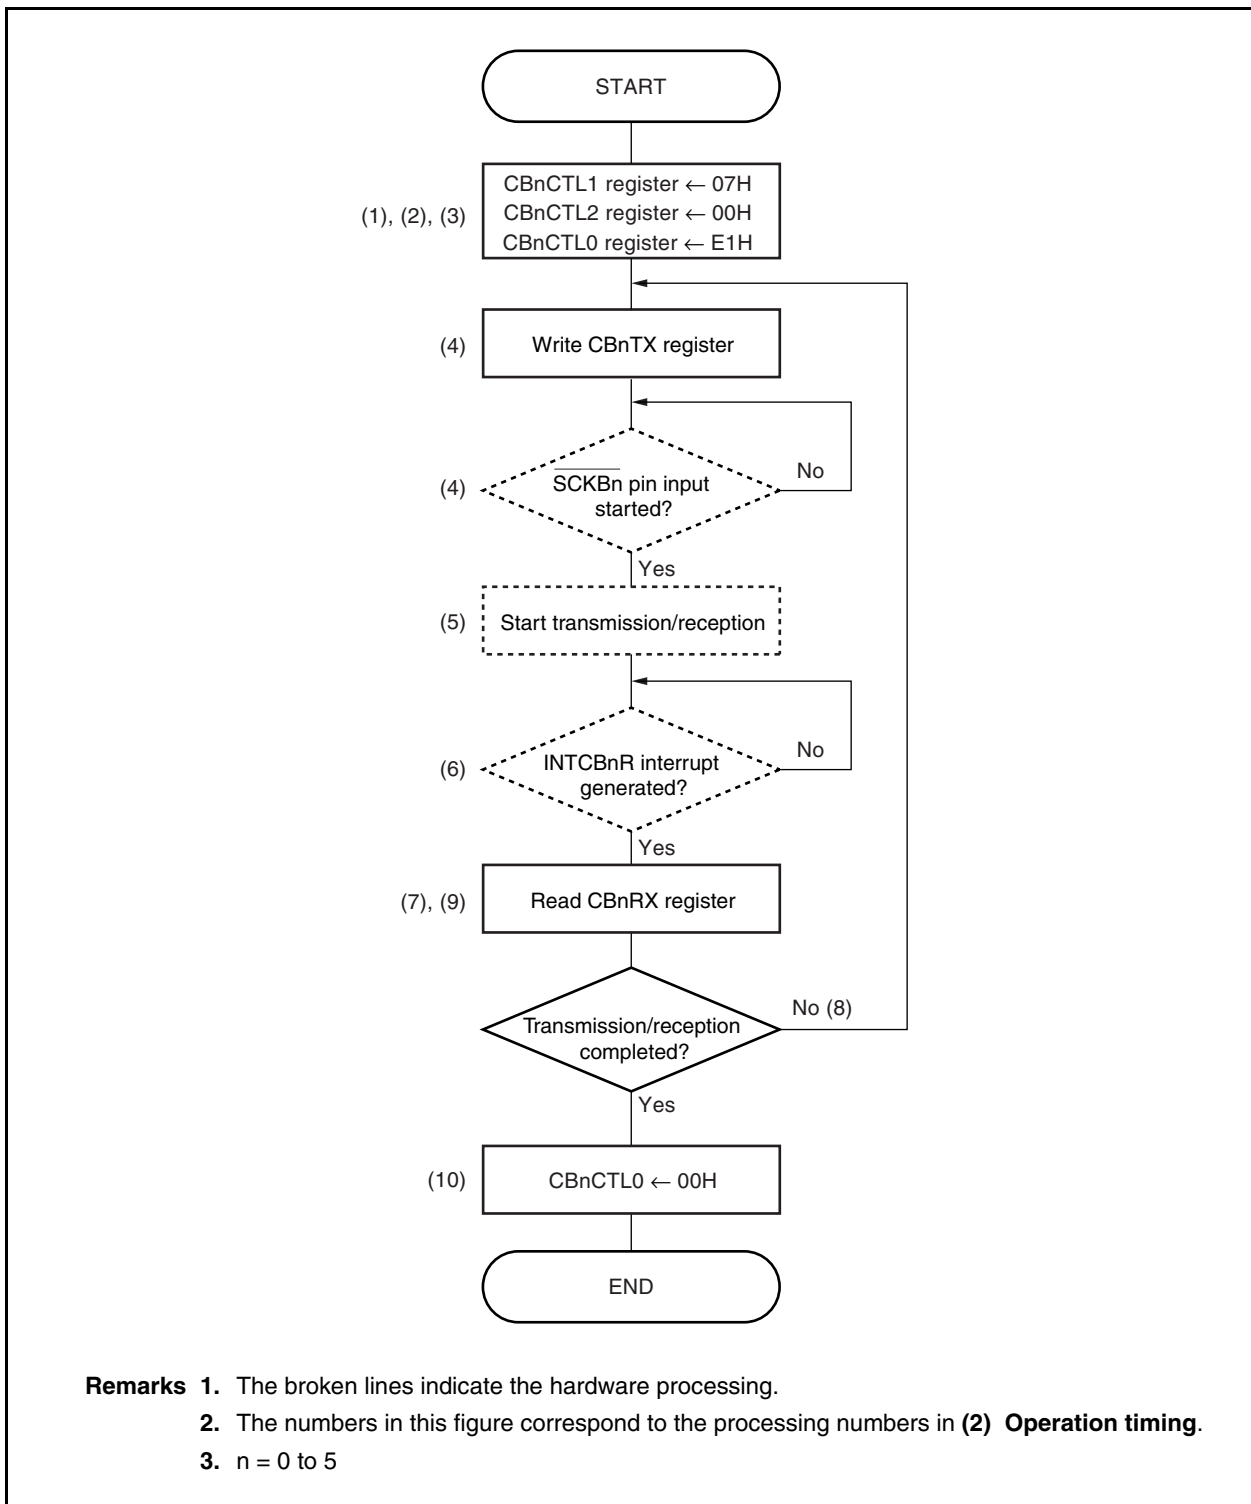 START
CBnCTL1 register ← 07H
(1), (2), (3)
CBnCTL2 register ← 00H
CBnCTL0 register ← E1H
(4)
Write CBnTX register
(4)
SCKBn pin input
started?
No
Yes
(5)
Start transmission/reception
(6)
INTCBnR interrupt
generated?
No
Yes
(7), (9)
Read CBnRX register
Transmission/reception
completed?
No (8)
Yes
(10)
CBnCTL0 ← 00H
END
Remarks 1. The broken lines indicate the hardware processing.
2. The numbers in this figure correspond to the processing numbers in (2) Operation timing.
3. n = 0 to 5